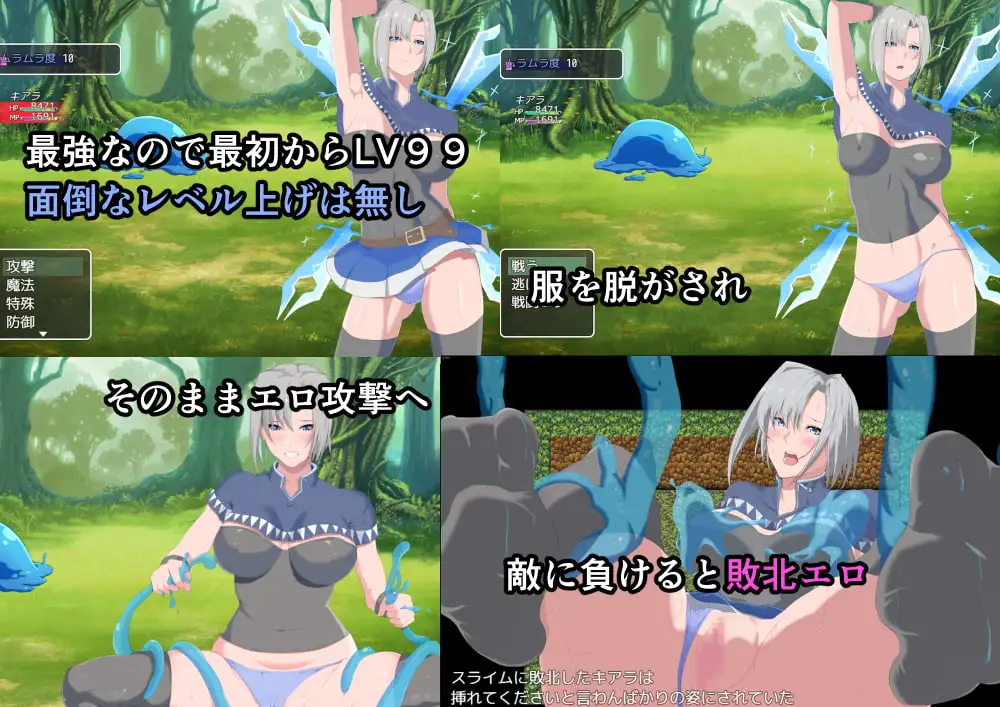 ムラムラ度 10
キアラ
HP 8471
MP 1691
最強なので最初からLV99
面倒なレベル上げは無し
攻撃
魔法
特殊
防御
ムラムラ度 10
キアラ
HP 8471
MP 1691
戦う
服を脱がされ
そのままエロ攻撃へ
敵に負けると敗北エロ
スライムに敗北したキアラは
挿れてくださいと言わんばかりの姿にされていた